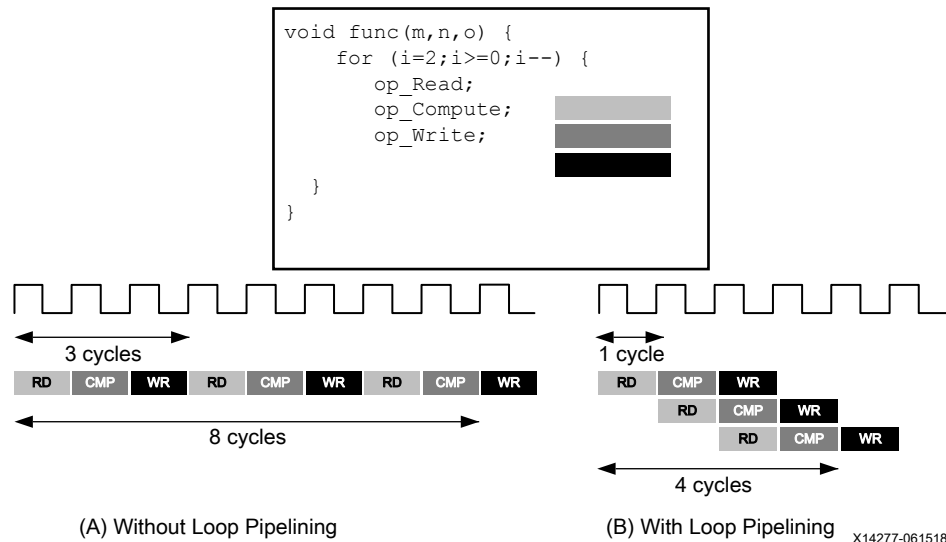 void func(m,n,o) {
for (i=2;i>=0;i--) {
op_Read;
op_Compute;
op_Write;
}
}
3 cycles
1 cycle
RD CMP WR RD CMP WR RD CMP WR
RD CMP WR
RD CMP WR
RD CMP WR
8 cycles
4 cycles
(A) Without Loop Pipelining
(B) With Loop Pipelining
X14277-061518